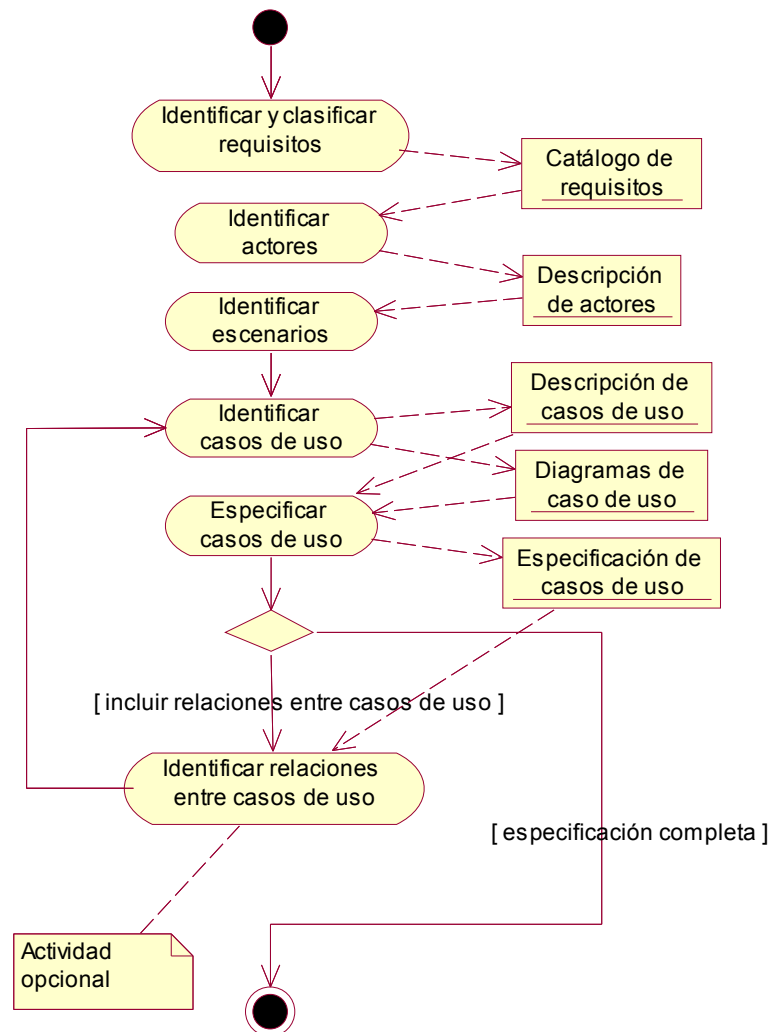 Identificar y clasificar
requisitos
Catálogo de
requisitos
Identificar
actores
Descripción
de actores
Identificar
escenarios
Descripción de
casos de uso
Identificar
casos de uso
Diagramas de
caso de uso
Especificar
casos de uso
Especificación de
casos de uso
[ incluir relaciones entre casos de uso ]
Identificar relaciones
entre casos de uso
[ especificación completa ]
Actividad
opcional